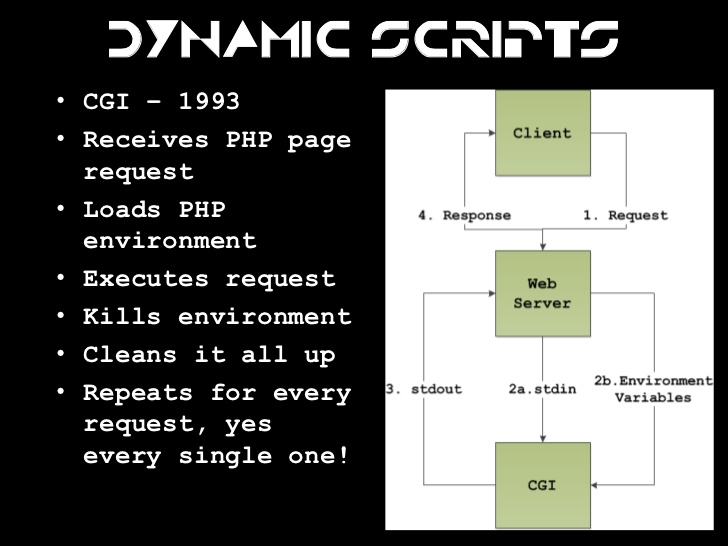 DYNAMIC SCRIPTS
• CGI – 1993
• Receives PHP page
request
• Loads PHP
environment
• Executes request
• Kills environment
• Cleans it all up
• Repeats for every
request, yes
every single one!
Client
4. Response
1. Request
Web
Server
3. stdout
2a.stdin
2b.Environment
Variables
CGI